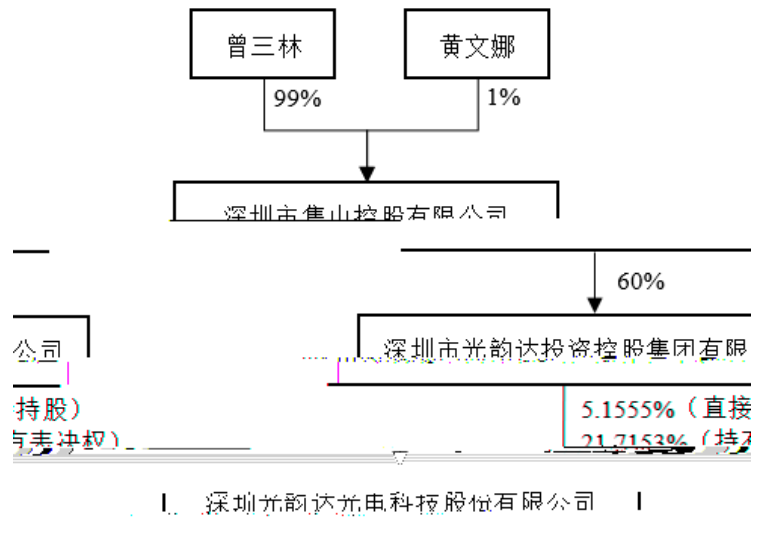 曾三林
黄文娜
99%
1%
深圳市隽山控股有限公司
60%
公司
深圳市光韵达投资控股集团有限
持股）
5.1555%（直接
有表决权）
21.7153%（持
深圳光韵达光电科技股份有限公司